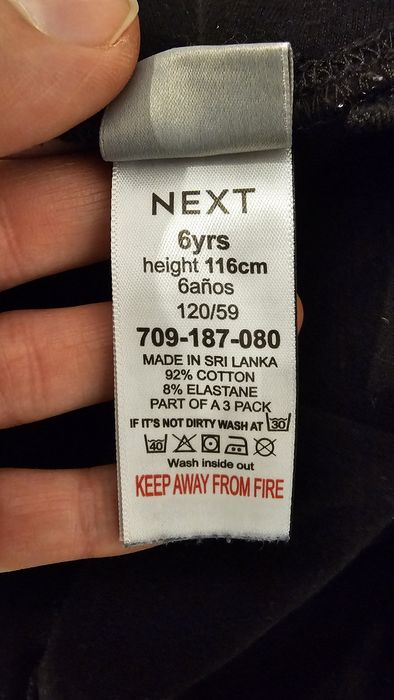 NEXT
6yrs
height 116cm
6años
120/59
709-187-080
MADE IN SRI LANKA
92% COTTON
8% ELASTANE
PART OF A 3 PACK
IF IT'S NOT DIRTY WASH AT 30
40
Wash inside out
KEEP AWAY FROM FIRE